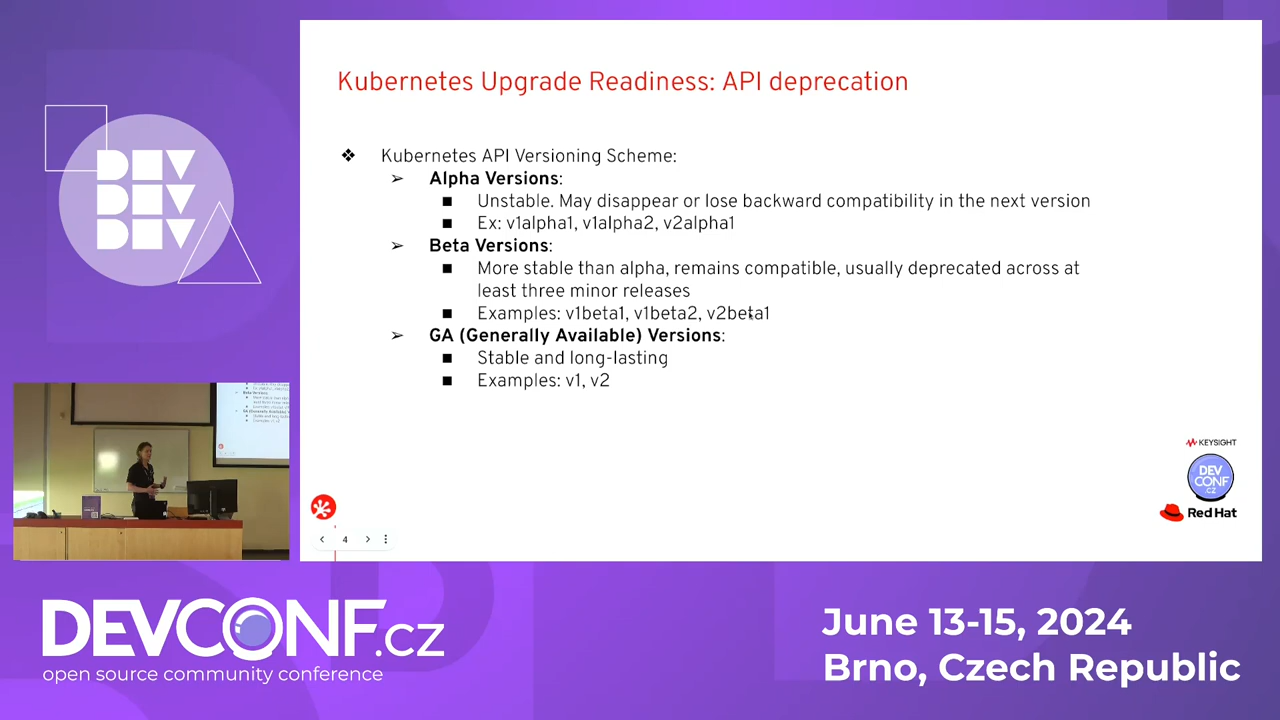 Kubernetes Upgrade Readiness: API deprecation
❖ Kubernetes API Versioning Scheme:
➢ Alpha Versions:
■ Unstable. May disappear or lose backward compatibility in the next version
■ Ex: v1alpha1, v1alpha2, v2alpha1
➢ Beta Versions:
■ More stable than alpha, remains compatible, usually deprecated across at
least three minor releases
■ Examples: v1beta1, v1beta2, v2beta1
➢ GA (Generally Available) Versions:
■ Stable and long-lasting
■ Examples: v1, v2
KEYSIGHT
DEV
CONF
.CZ
Red Hat
4
DEV
DEV
DEV
DEVCONF.cz
open source community conference
June 13-15, 2024
Brno, Czech Republic